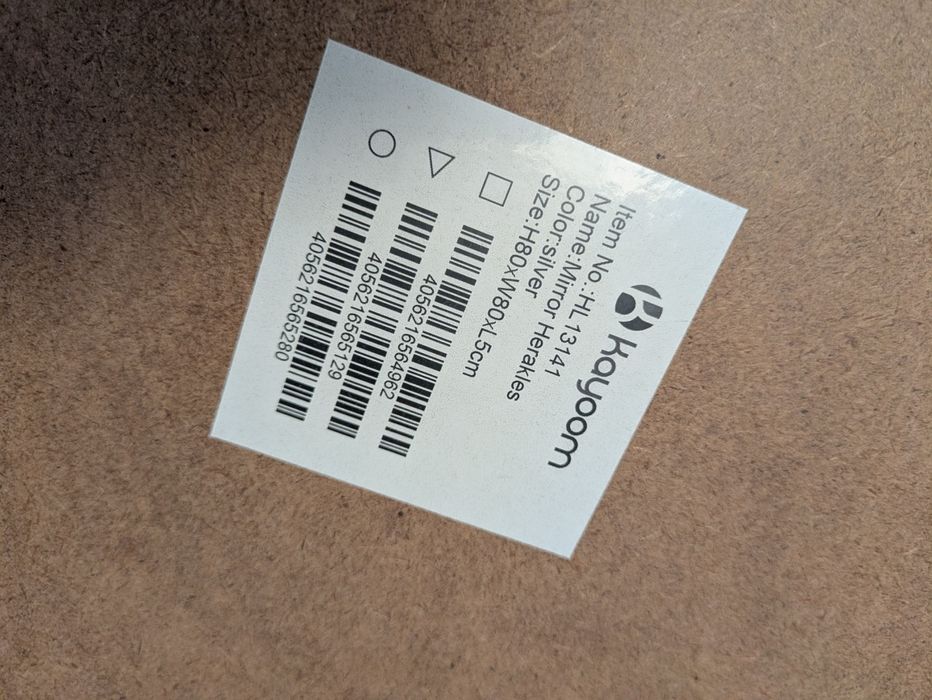 kayoom
Item No.:HL 13141
Name:Mirror Herakles
Color:silver
Size:H80xW80xL5cm
4056216564962
4056216565129
4056216565280